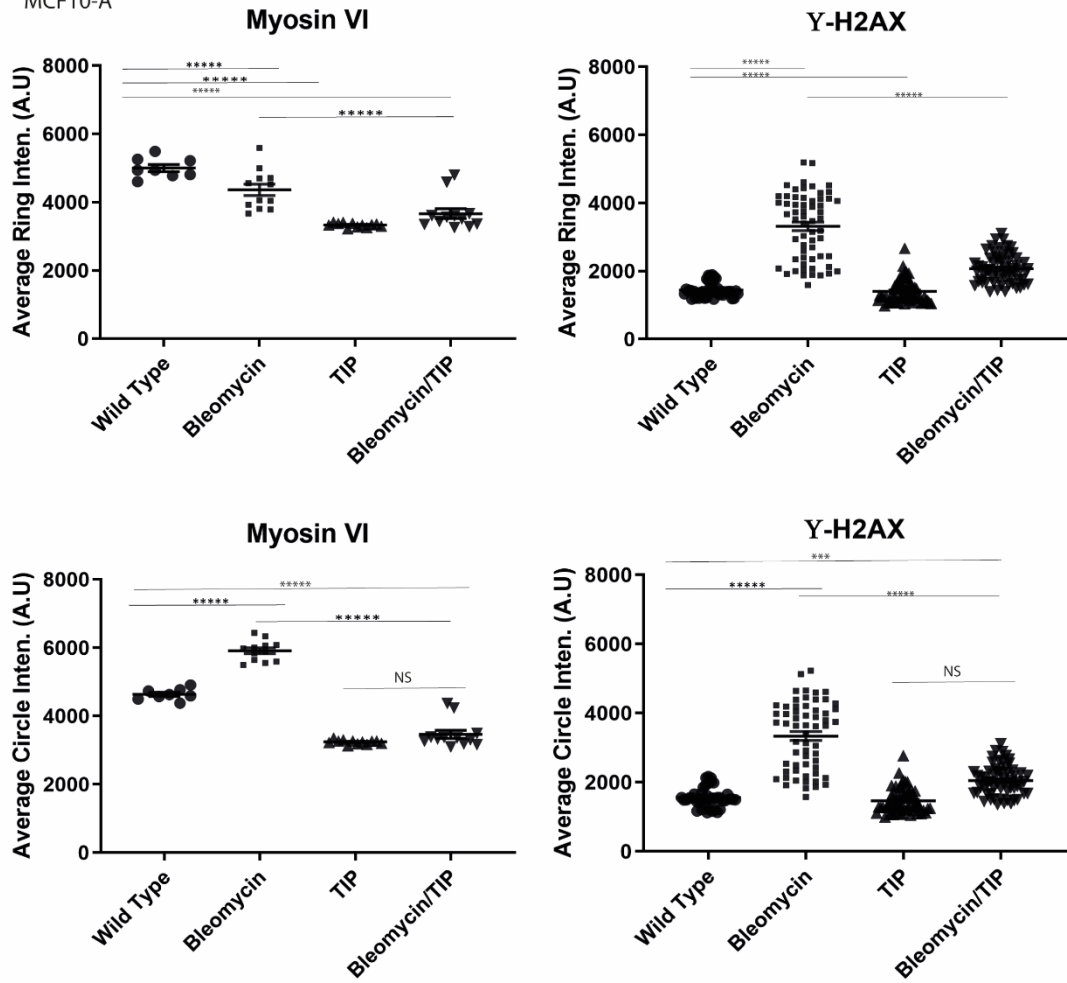 MCF10-A
Myosin VI
Average Ring Inten. (A.U)
8000
6000
4000
2000
0
*****
*****
*****
*****
Wild Type
Bleomycin
TIP
Bleomycin/TIP
ϒ-H2AX
Average Ring Inten. (A.U)
8000
6000
4000
2000
0
*****
*****
*****
Wild Type
Bleomycin
TIP
Bleomycin/TIP
Myosin VI
Average Circle Inten. (A.U)
8000
6000
4000
2000
0
*****
*****
*****
NS
Wild Type
Bleomycin
TIP
Bleomycin/TIP
ϒ-H2AX
Average Circle Inten. (A.U)
8000
6000
4000
2000
0
***
*****
*****
NS
Wild Type
Bleomycin
TIP
Bleomycin/TIP